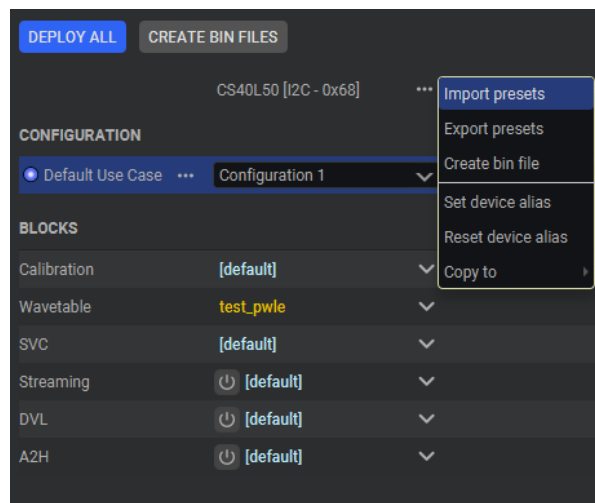 DEPLOY ALL CREATE BIN FILES
CS40L50 [I2C - 0x68] ••• Import presets
Export presets
CONFIGURATION
Create bin file
Default Use Case ••• Configuration 1
Set device alias
BLOCKS
Reset device alias
Calibration [default] Copy to
Wavetable test_pwle
SVC [default]
Streaming [default]
DVL [default]
A2H [default]